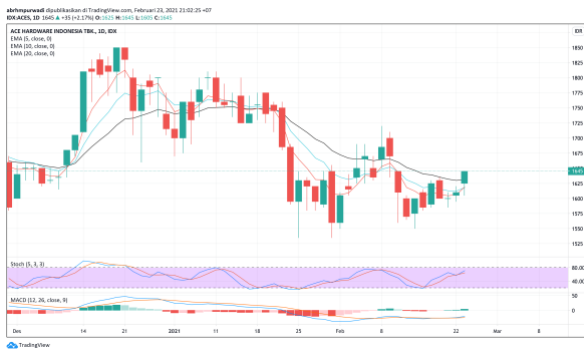 abrhmpurwadi dipublikasikan di TradingView.com, Februari 23, 2021 21:02:25 +07
IDX:ACES, 1D 1645 ▲ +35 (+2.17%) O:1625 H:1645 L:1605 C:1645
ACE HARDWARE INDONESIA TBK., 1D, IDX
IDR
EMA (5, close, 0)
EMA (10, close, 0)
EMA (20, close, 0)
1850
1825
1800
1775
1750
1725
1700
1675
1645
1625
1600
1575
1550
1525
Stoch (5, 3, 3)
80.00
40.00
MACD (12, 26, close, 9)
50
0
Des 14 21 2021 11 18 25 Feb 8 22 Mar 8
TradingView